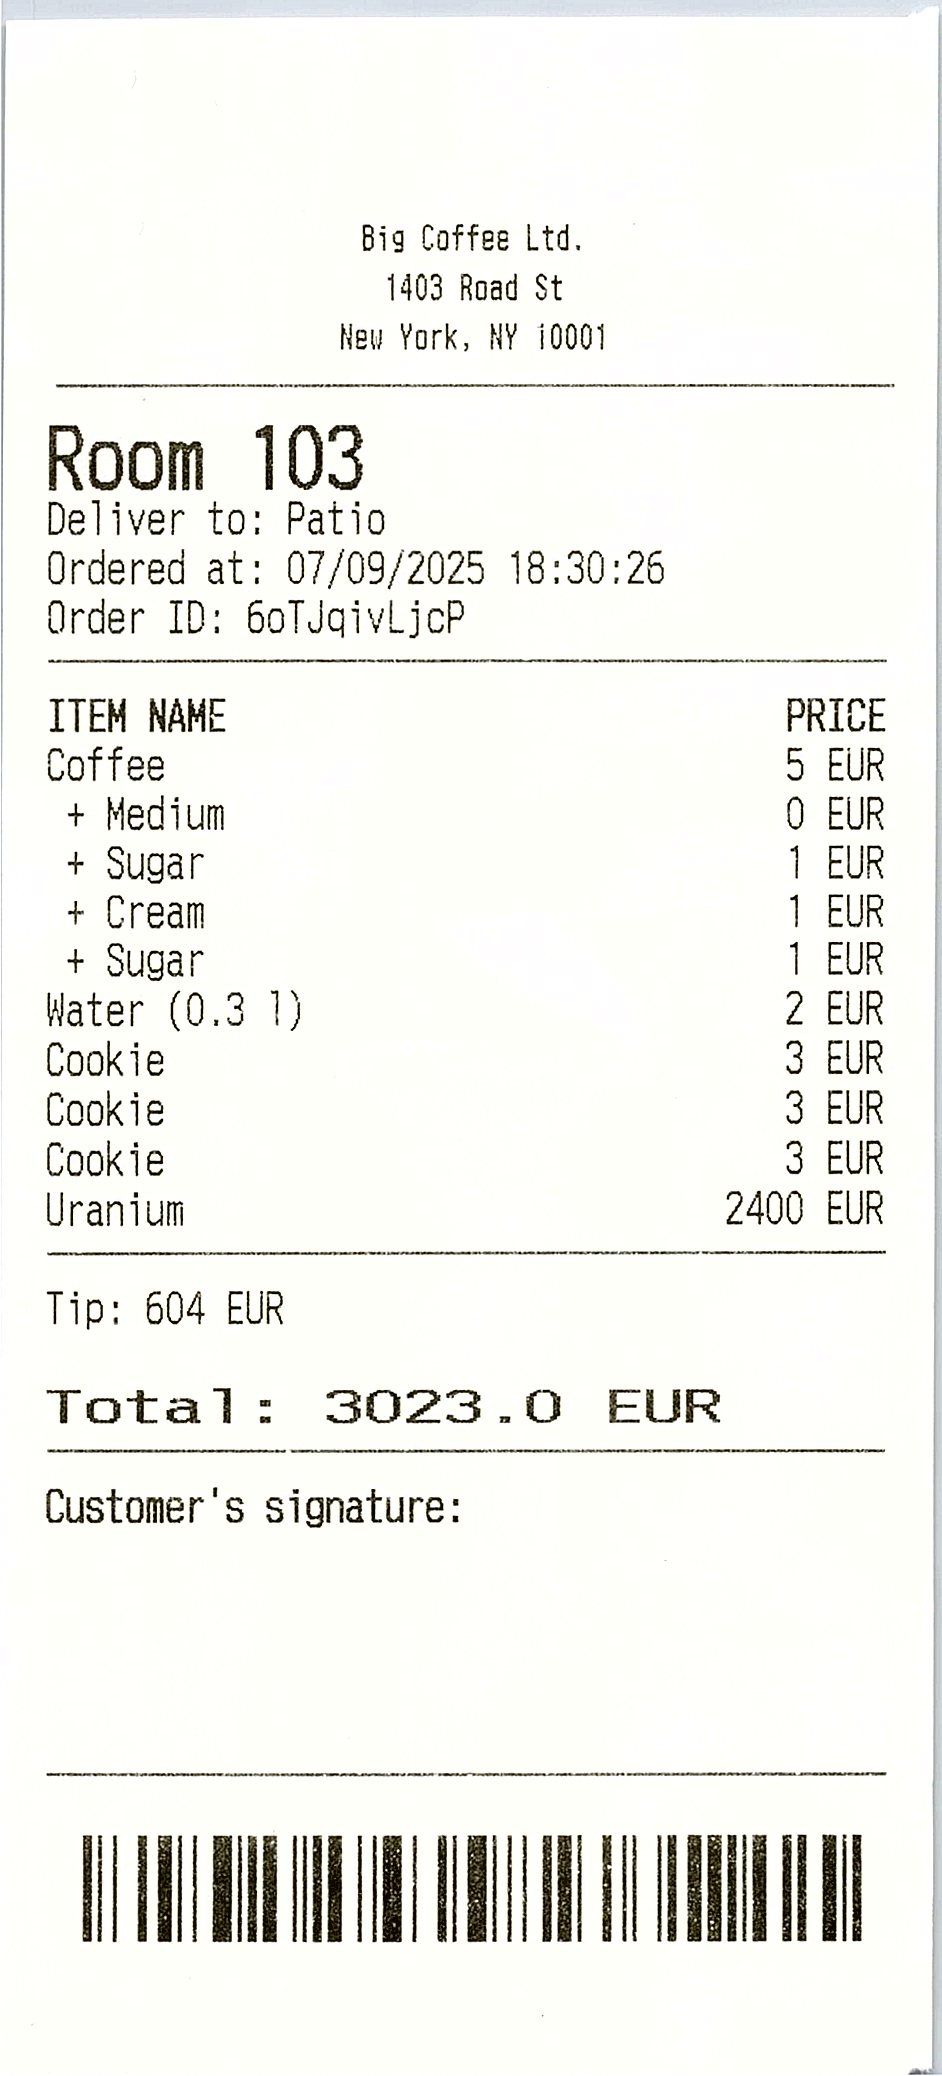 Big Coffee Ltd.
1403 Road St
New York, NY 10001
Room 103
Deliver to: Patio
Ordered at: 07/09/2025 18:30:26
Order ID: 6oTJqivLjcP
ITEM NAME PRICE
Coffee 5 EUR
+ Medium 0 EUR
+ Sugar 1 EUR
+ Cream 1 EUR
+ Sugar 1 EUR
Water (0.3 l) 2 EUR
Cookie 3 EUR
Cookie 3 EUR
Cookie 3 EUR
Uranium 2400 EUR
Tip: 604 EUR
Total: 3023.0 EUR
Customer's signature: